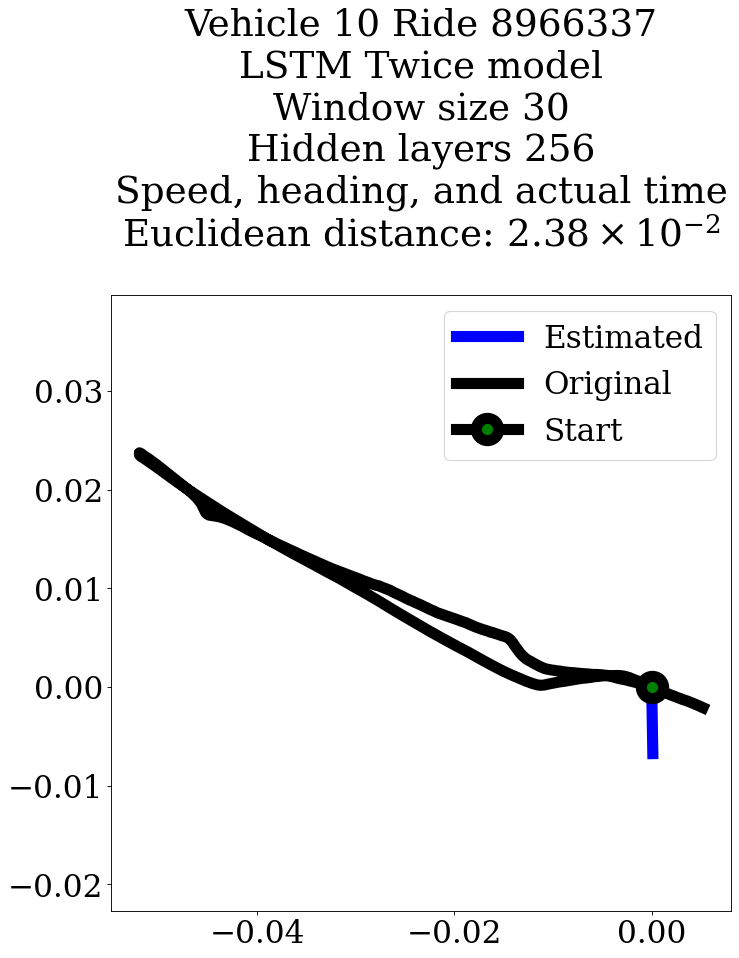 Vehicle 10 Ride 8966337
LSTM Twice model
Window size 30
Hidden layers 256
Speed, heading, and actual time
Euclidean distance: 2.38 × 10⁻²
Estimated
Original
Start
0.03
0.02
0.01
0.00
−0.01
−0.02
−0.04
−0.02
0.00